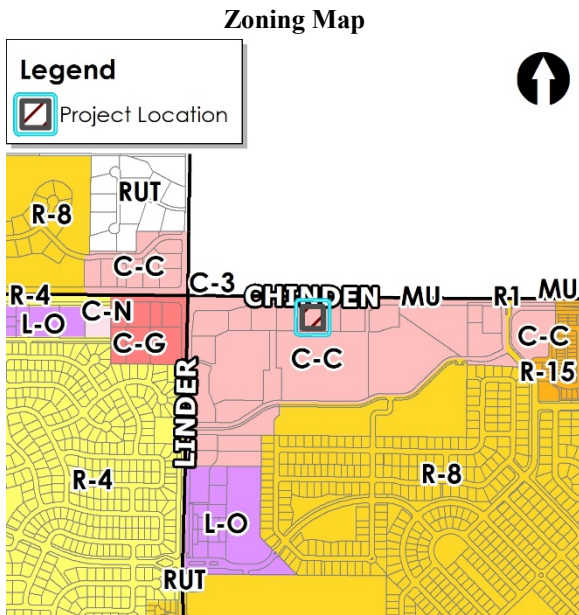 Zoning Map
Legend
Project Location
RUT
R-8
C-C
C-3
CHINDEN
MU
R1
MU
R-4
C-N
L-O
C-G
C-C
C-C
R-15
LINDER
R-4
R-8
L-O
RUT